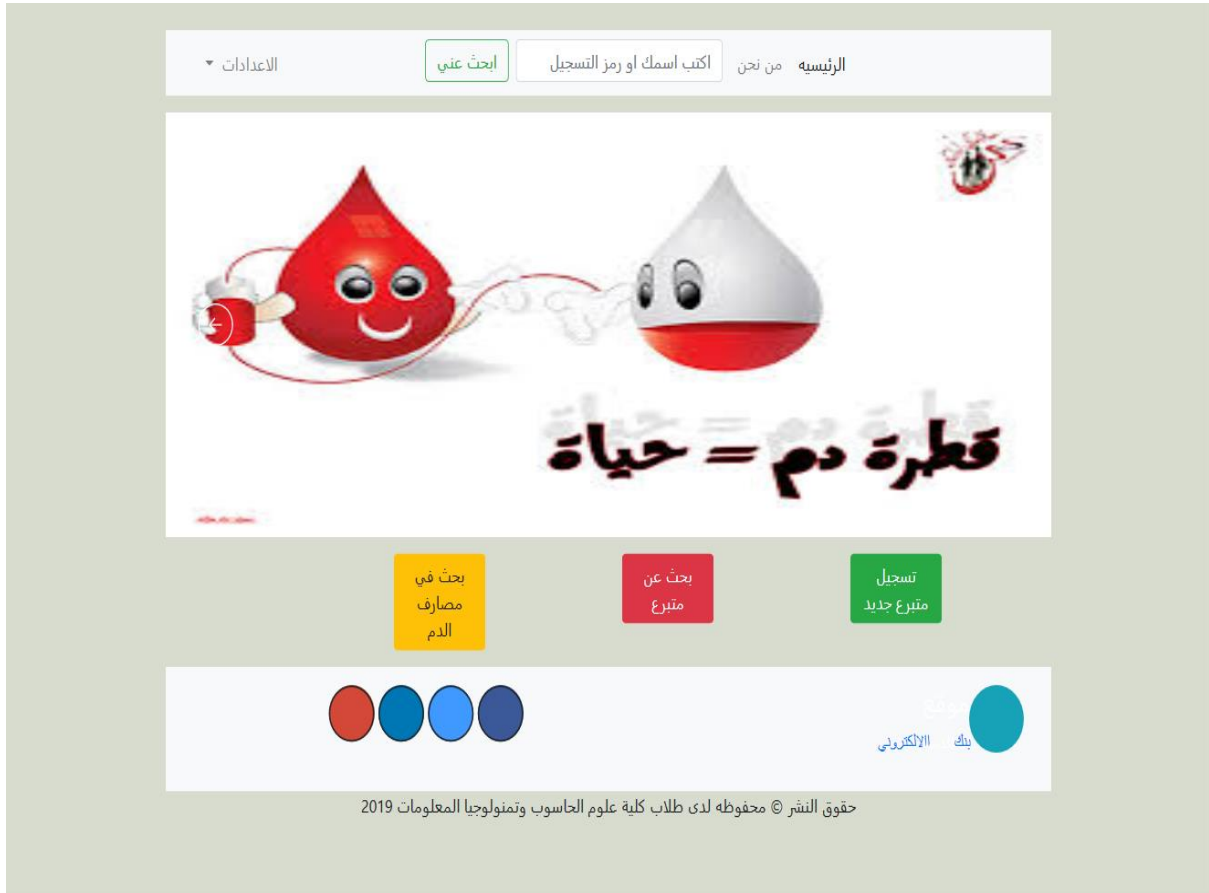 الرئيسيه
من نحن
اكتب اسمك او رمز التسجيل
ابحث عني
الاعدادات
قطرة دم = حياة
تسجيل
متبرع جديد
بحث عن
متبرع
بحث في
مصارف
الدم
موقع
بنك الالكتروني
حقوق النشر © محفوظه لدى طلاب كلية علوم الحاسوب وتمنولوجيا المعلومات 2019